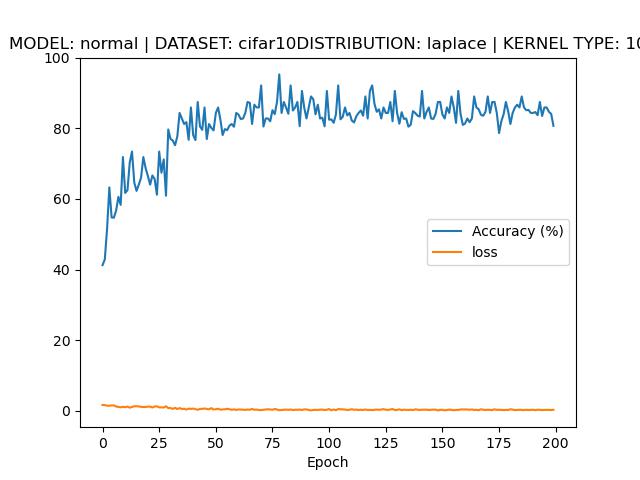 MODEL: normal | DATASET: cifar10DISTRIBUTION: laplace | KERNEL TYPE: 10
100
80
60
40
20
0
Accuracy (%)
loss
0 25 50 75 100 125 150 175 200
Epoch